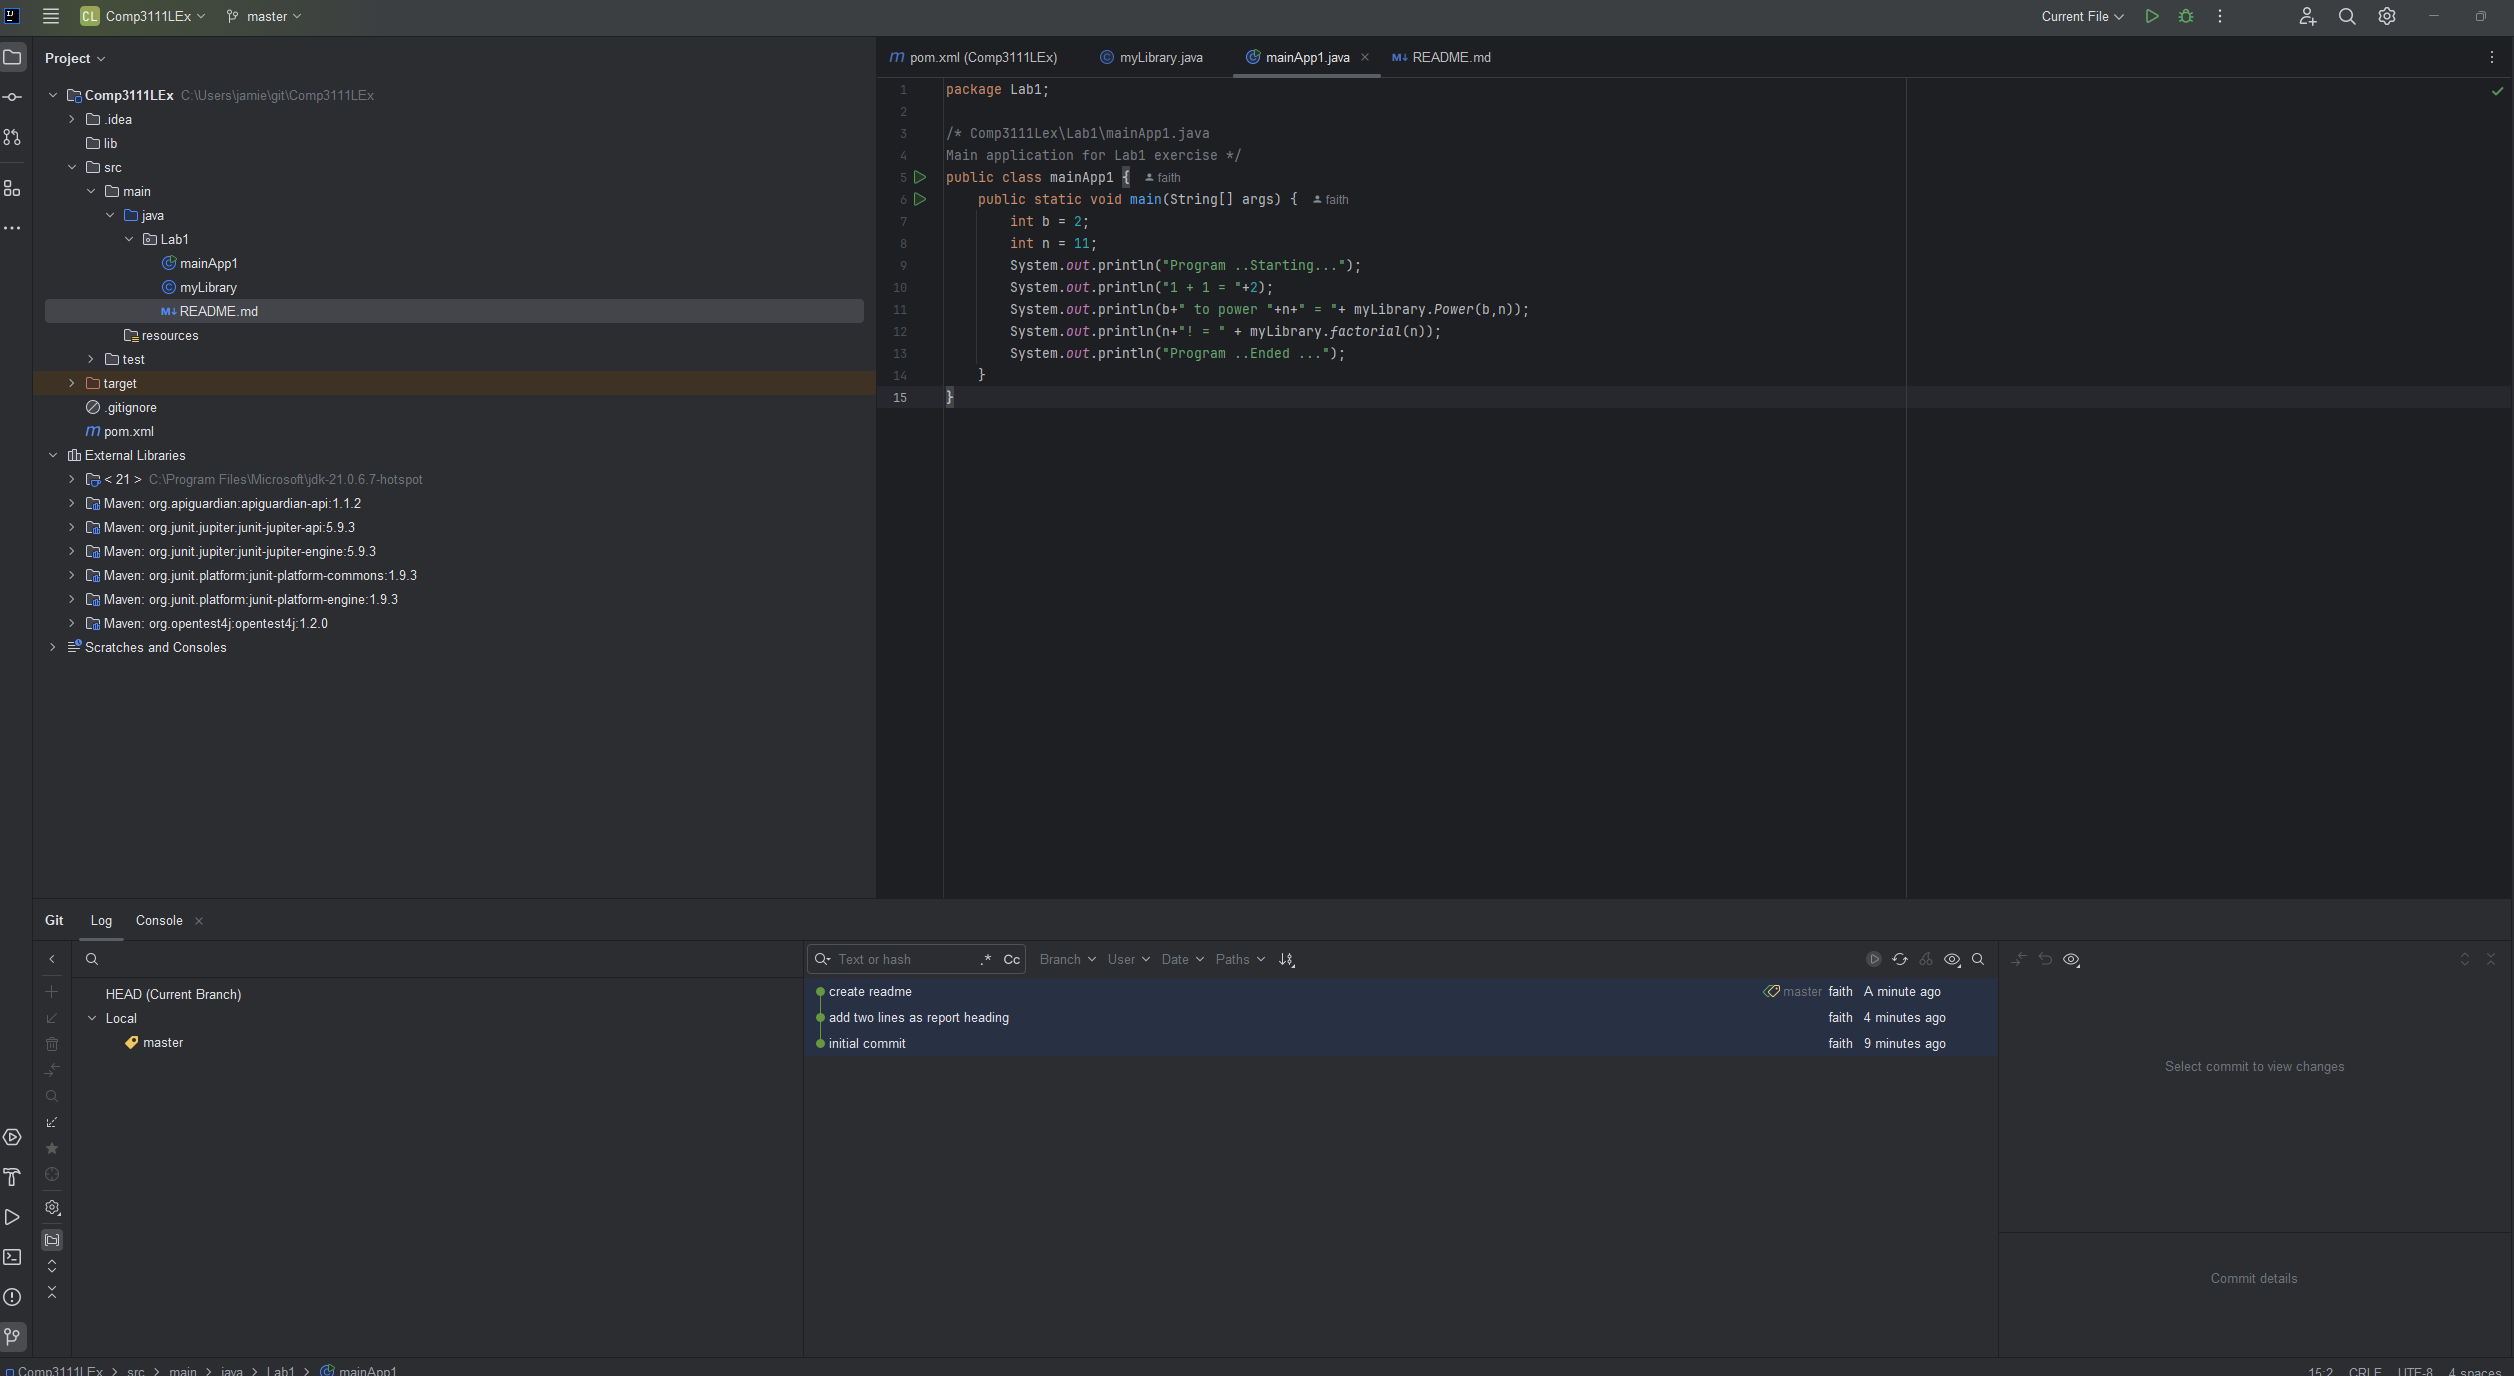 CL Comp3111LEx master Current File
Project
Comp3111LEx C:\Users\jamie\git\Comp3111LEx
.idea
lib
src
main
java
Lab1
mainApp1
myLibrary
README.md
resources
test
target
.gitignore
pom.xml
External Libraries
< 21 > C:\Program Files\Microsoft\jdk-21.0.6.7-hotspot
Maven: org.apiguardian:apiguardian-api:1.1.2
Maven: org.junit.jupiter:junit-jupiter-api:5.9.3
Maven: org.junit.jupiter:junit-jupiter-engine:5.9.3
Maven: org.junit.platform:junit-platform-commons:1.9.3
Maven: org.junit.platform:junit-platform-engine:1.9.3
Maven: org.opentest4j:opentest4j:1.2.0
Scratches and Consoles
pom.xml (Comp3111LEx) myLibrary.java mainApp1.java README.md
1 package Lab1;
2
3 /* Comp3111Lex\Lab1\mainApp1.java
4 Main application for Lab1 exercise */
5 public class mainApp1 { faith
6 public static void main(String[] args) { faith
7 int b = 2;
8 int n = 11;
9 System.out.println("Program ..Starting...");
10 System.out.println("1 + 1 = "+2);
11 System.out.println(b+" to power "+n+" = "+ myLibrary.Power(b,n));
12 System.out.println(n+"! = " + myLibrary.factorial(n));
13 System.out.println("Program ..Ended ...");
14 }
15 }
Git Log Console
HEAD (Current Branch)
Local
master
Text or hash .* Cc Branch User Date Paths
create readme master faith A minute ago
add two lines as report heading faith 4 minutes ago
initial commit faith 9 minutes ago
Select commit to view changes
Commit details
Comp3111LEx > src > main > java > Lab1 > mainApp1 15:2 CRLF UTF-8 4 spaces